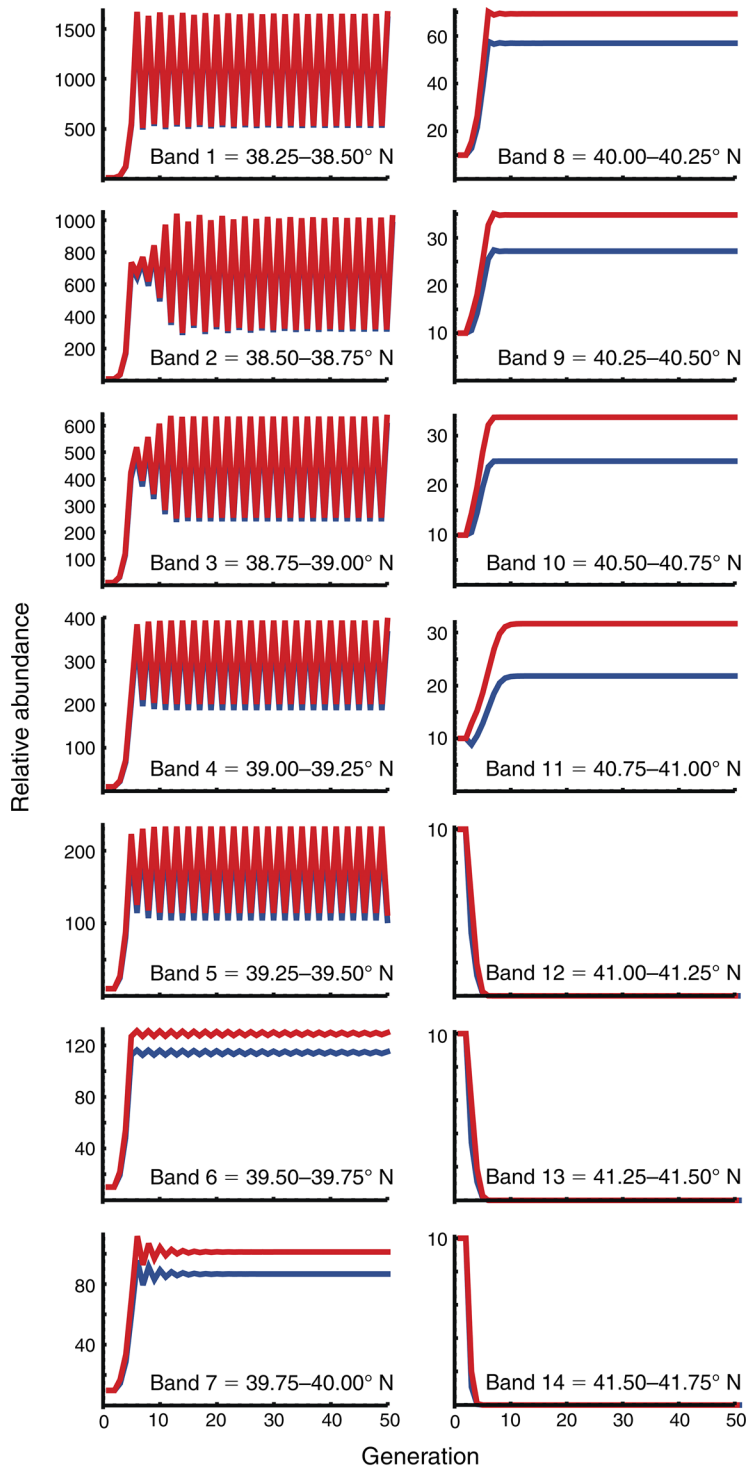 1500
1000
500
Band 1 = 38.25–38.50° N
60
40
20
Band 8 = 40.00–40.25° N
1000
800
600
400
200
Band 2 = 38.50–38.75° N
30
20
10
Band 9 = 40.25–40.50° N
600
500
400
300
200
100
Band 3 = 38.75–39.00° N
30
20
10
Band 10 = 40.50–40.75° N
Relative abundance
400
300
200
100
Band 4 = 39.00–39.25° N
30
20
10
Band 11 = 40.75–41.00° N
200
100
Band 5 = 39.25–39.50° N
10
Band 12 = 41.00–41.25° N
120
80
40
Band 6 = 39.50–39.75° N
10
Band 13 = 41.25–41.50° N
80
40
Band 7 = 39.75–40.00° N
0 10 20 30 40 50
10
Band 14 = 41.50–41.75° N
0 10 20 30 40 50
Generation